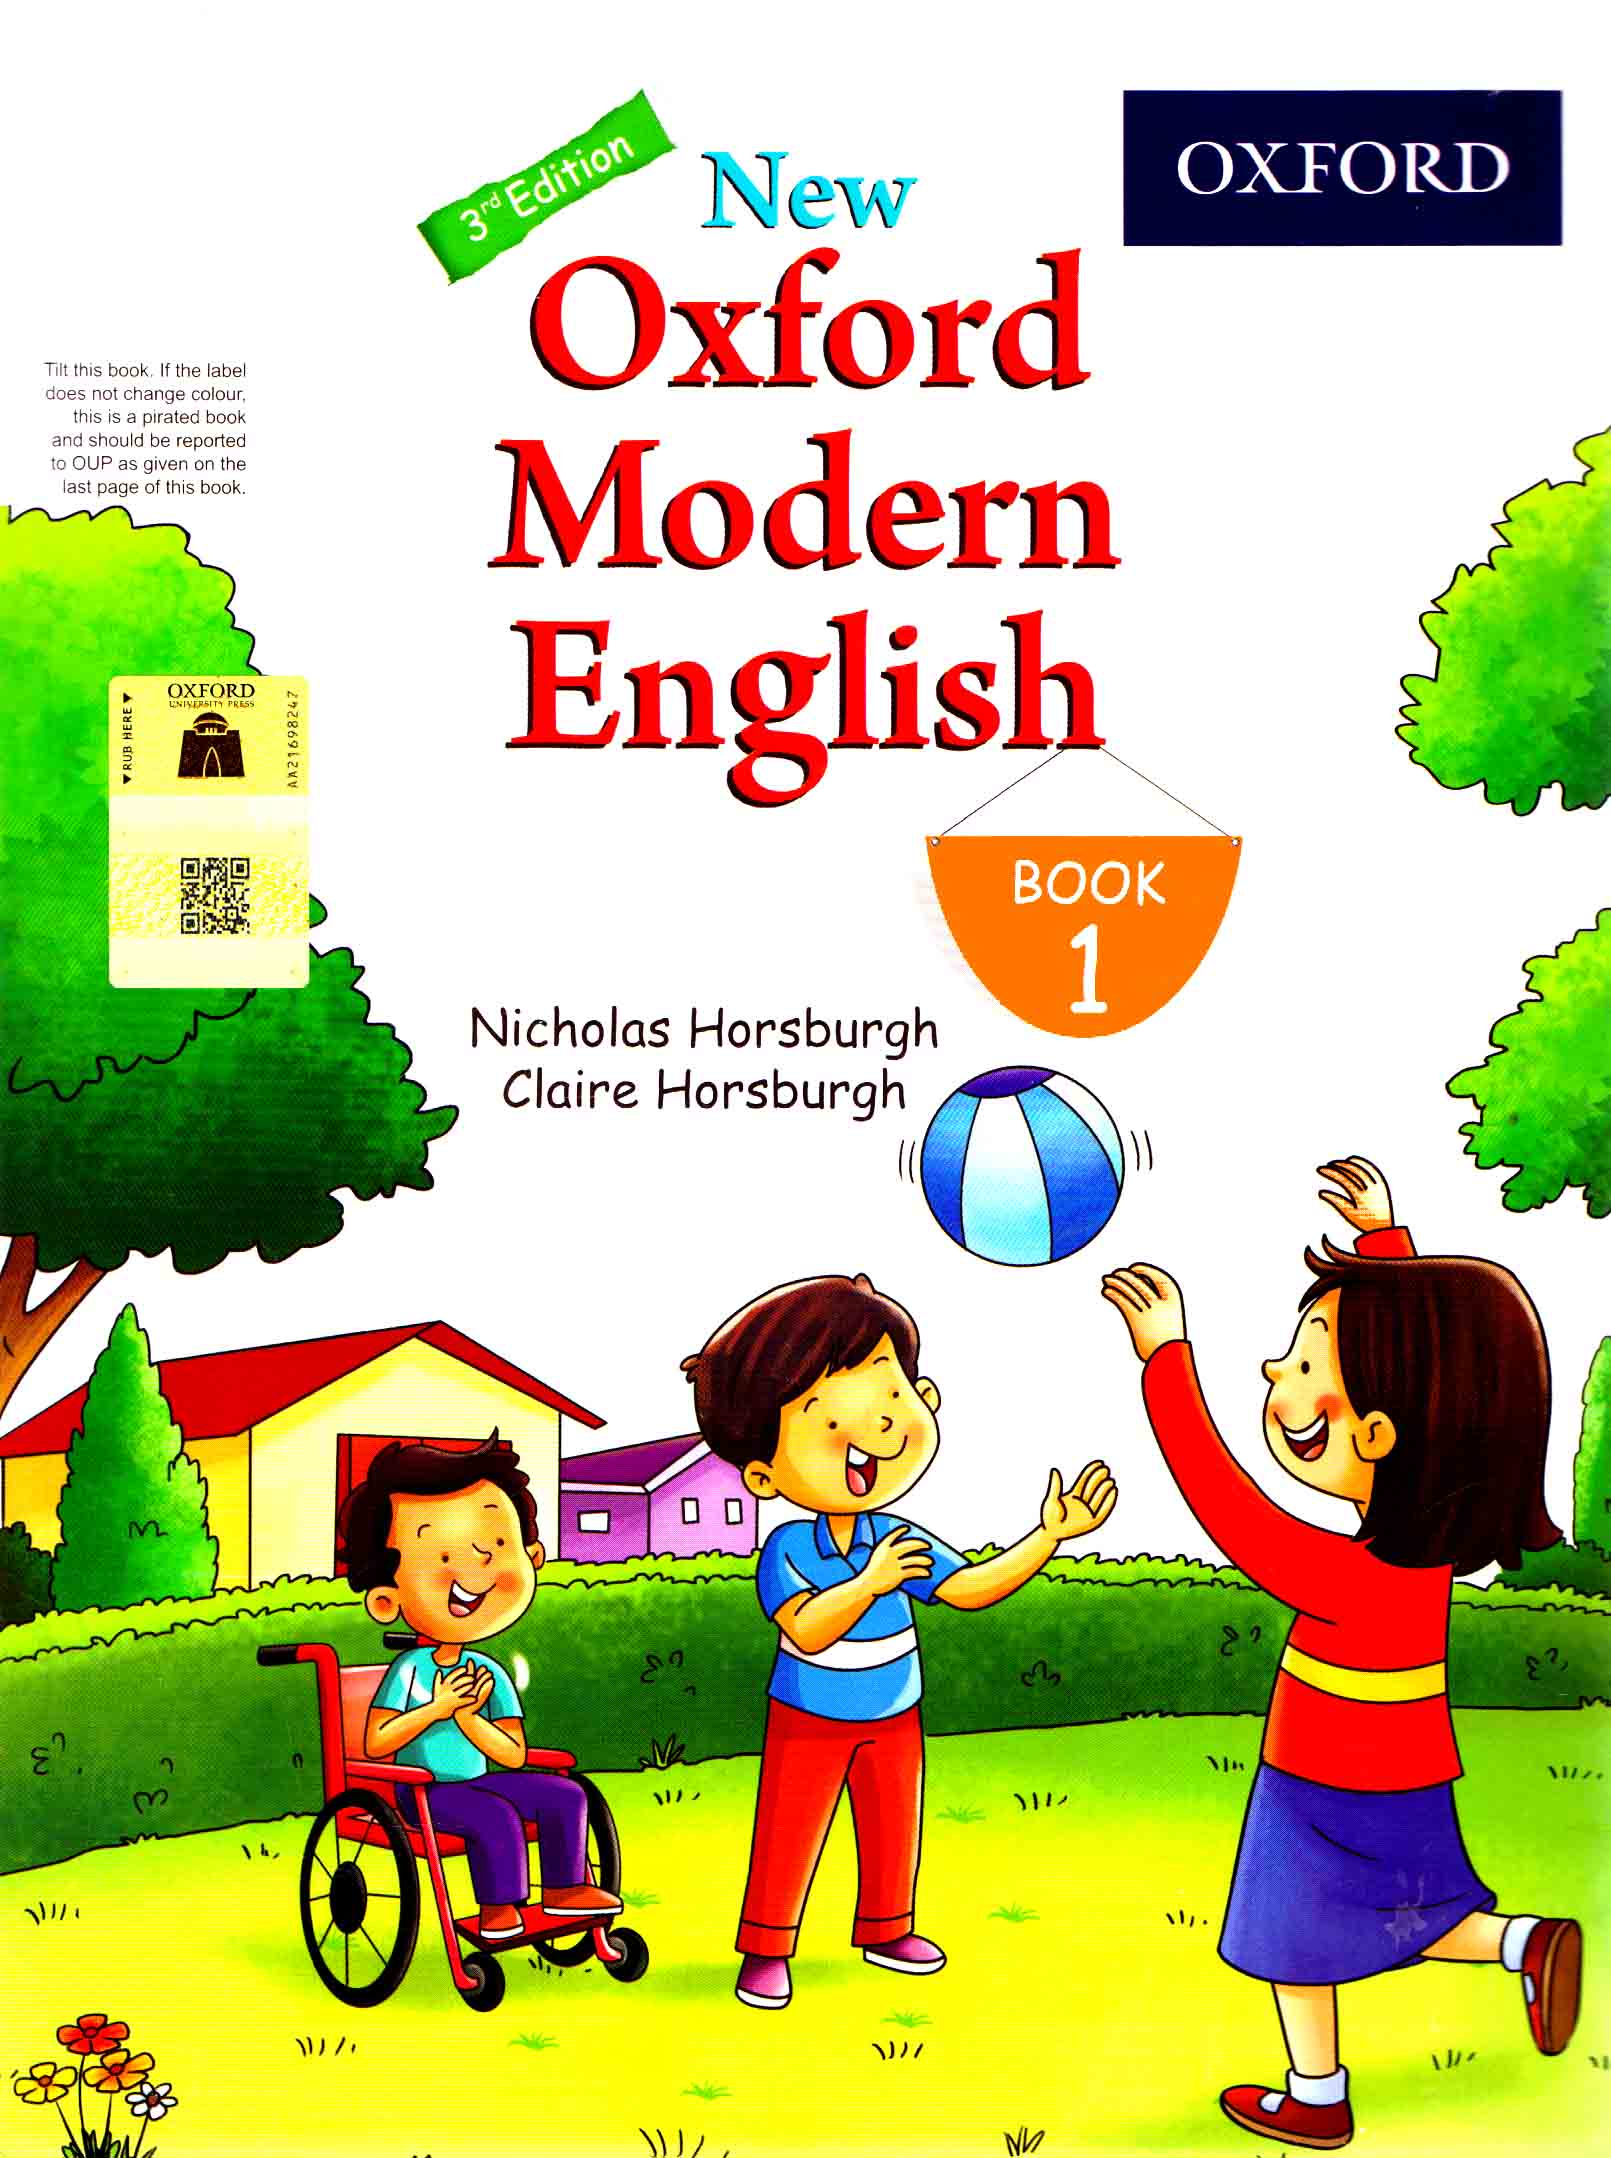 3rd Edition
New
OXFORD
Oxford
Modern
English
Tilt this book. If the label
does not change colour,
this is a pirated book
and should be reported
to OUP as given on the
last page of this book.
OXFORD
UNIVERSITY PRESS
▼RUB HERE▼
AA21698247
BOOK
1
Nicholas Horsburgh
Claire Horsburgh